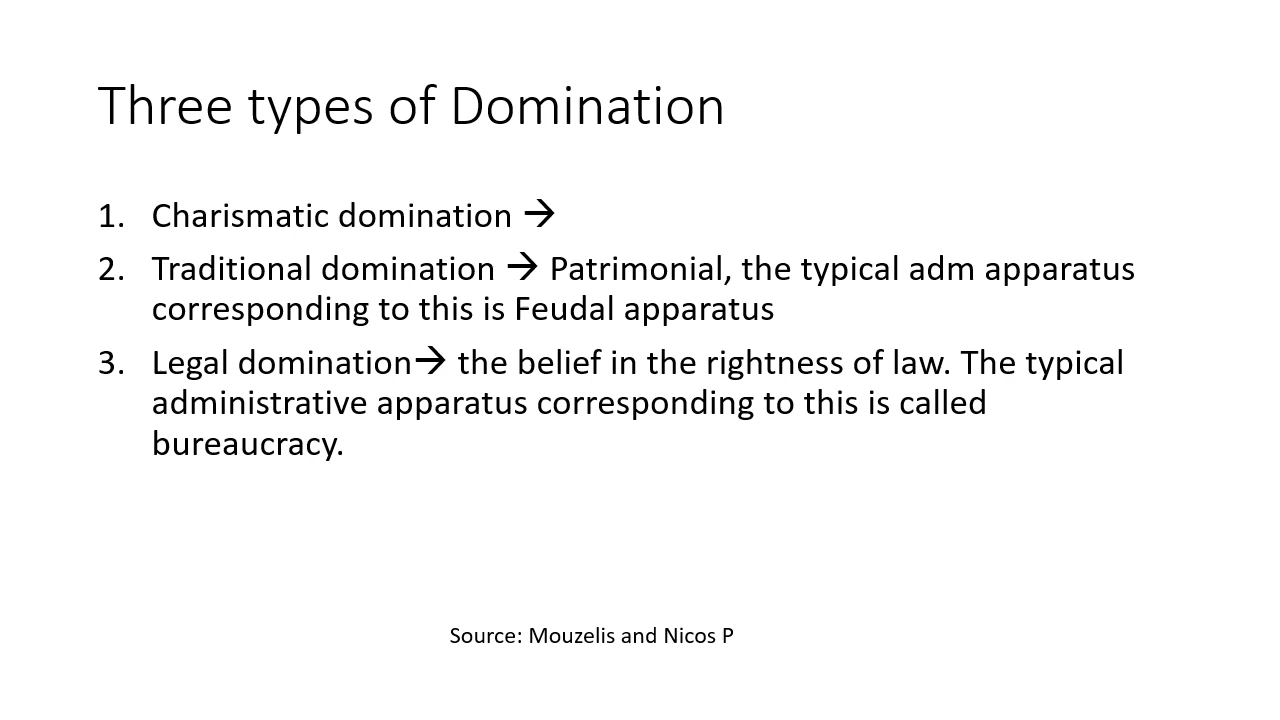 Three types of Domination
1. Charismatic domination →
2. Traditional domination → Patrimonial, the typical adm apparatus
corresponding to this is Feudal apparatus
3. Legal domination→ the belief in the rightness of law. The typical
administrative apparatus corresponding to this is called
bureaucracy.
Source: Mouzelis and Nicos P